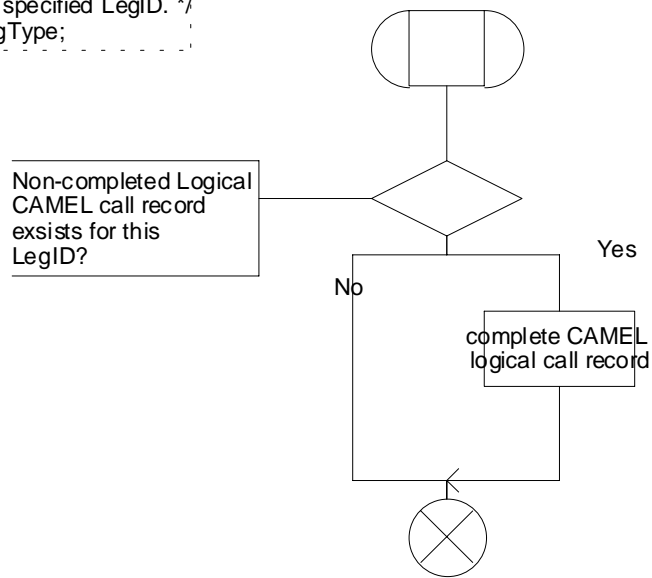 specified LegID. */
gType;
Non-completed Logical
CAMEL call record
exsists for this
LegID?
Yes
No
complete CAMEL
logical call record